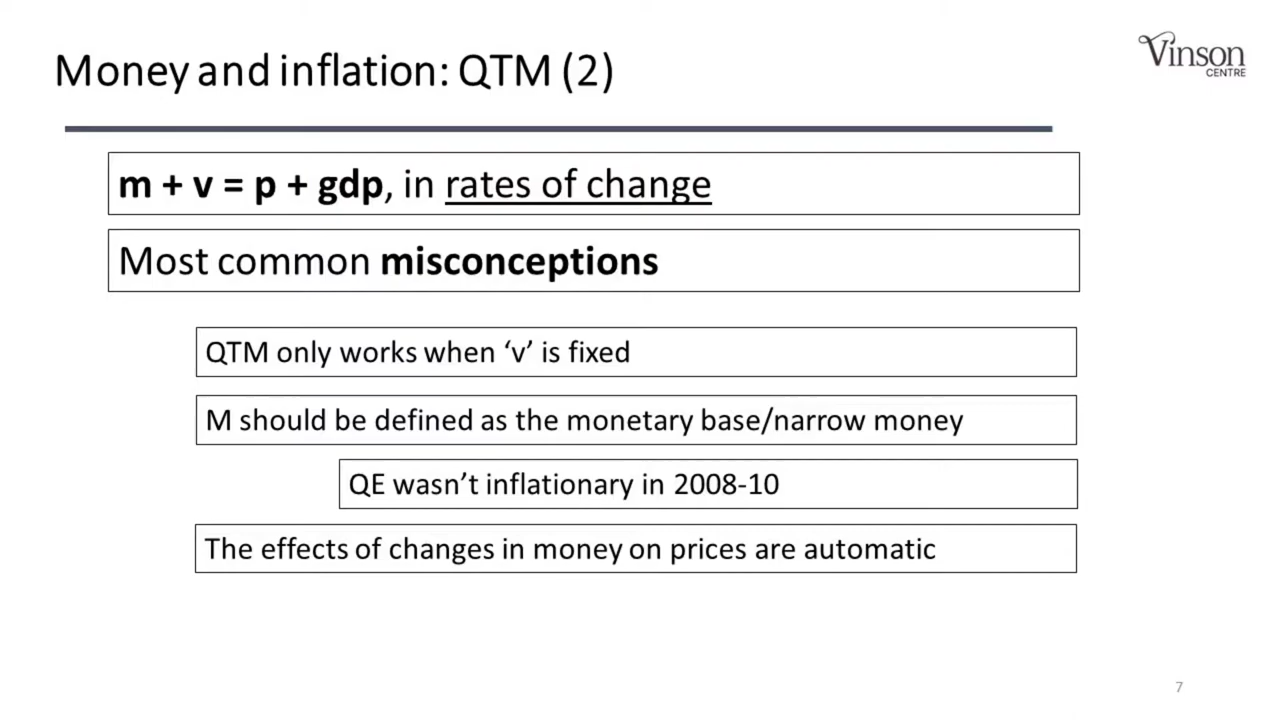 Money and inflation: QTM (2)
Vinson
CENTRE
m + v = p + gdp, in rates of change
Most common misconceptions
QTM only works when ‘v’ is fixed
M should be defined as the monetary base/narrow money
QE wasn’t inflationary in 2008-10
The effects of changes in money on prices are automatic
7